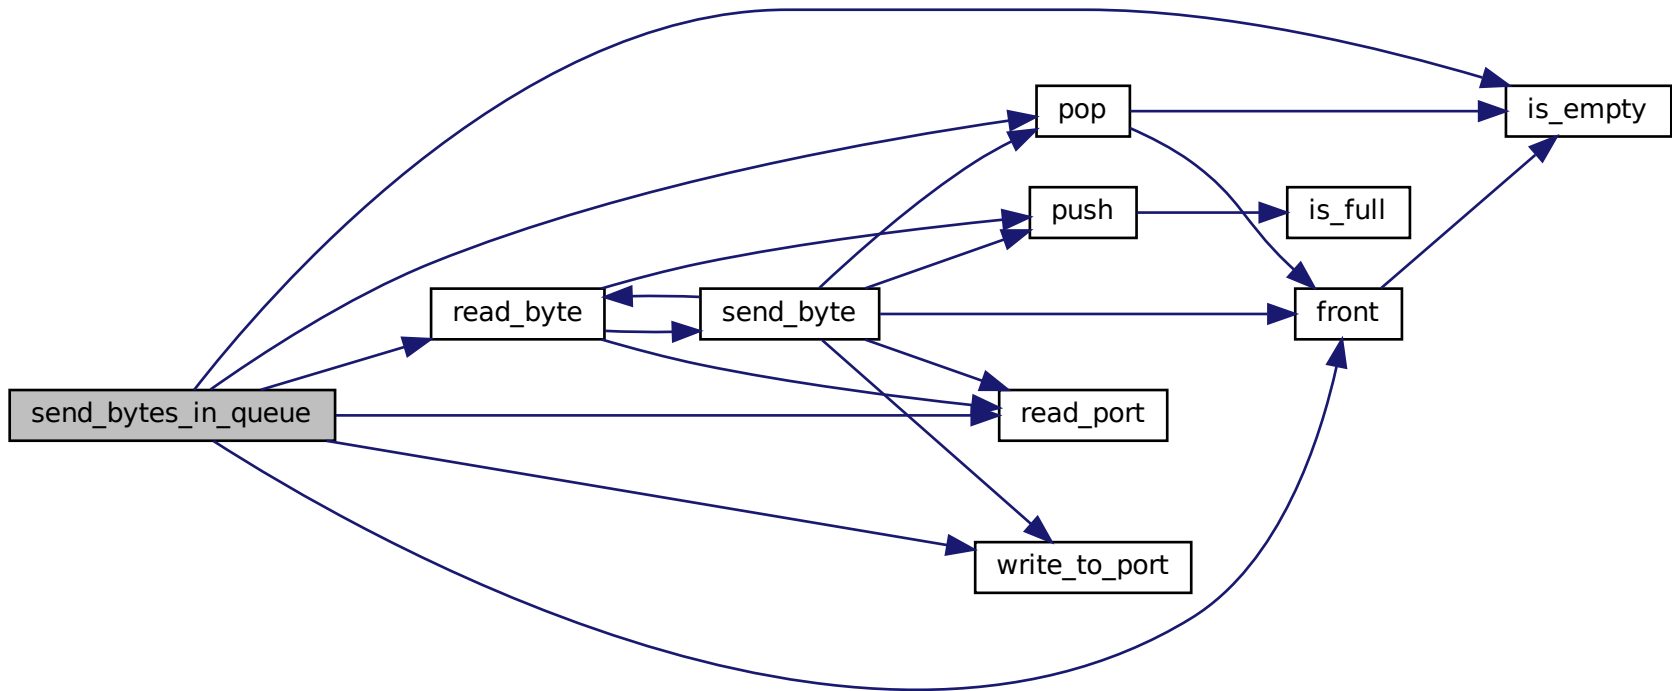 pop
is_empty
push
is_full
read_byte
send_byte
front
send_bytes_in_queue
read_port
write_to_port